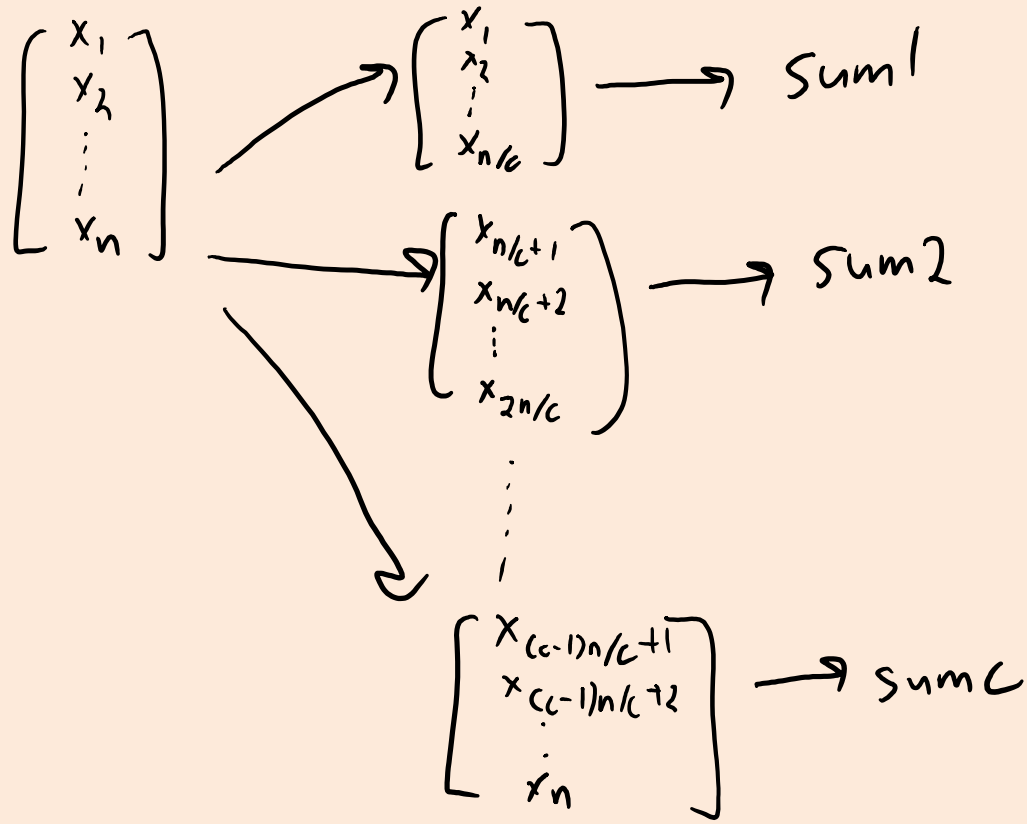 x1
x2
xn
x1
x2
xn/c
sum1
xn/c+1
xn/c+2
x2n/c
sum2
x(c-1)n/c+1
x(c-1)n/c+2
xn
sumc